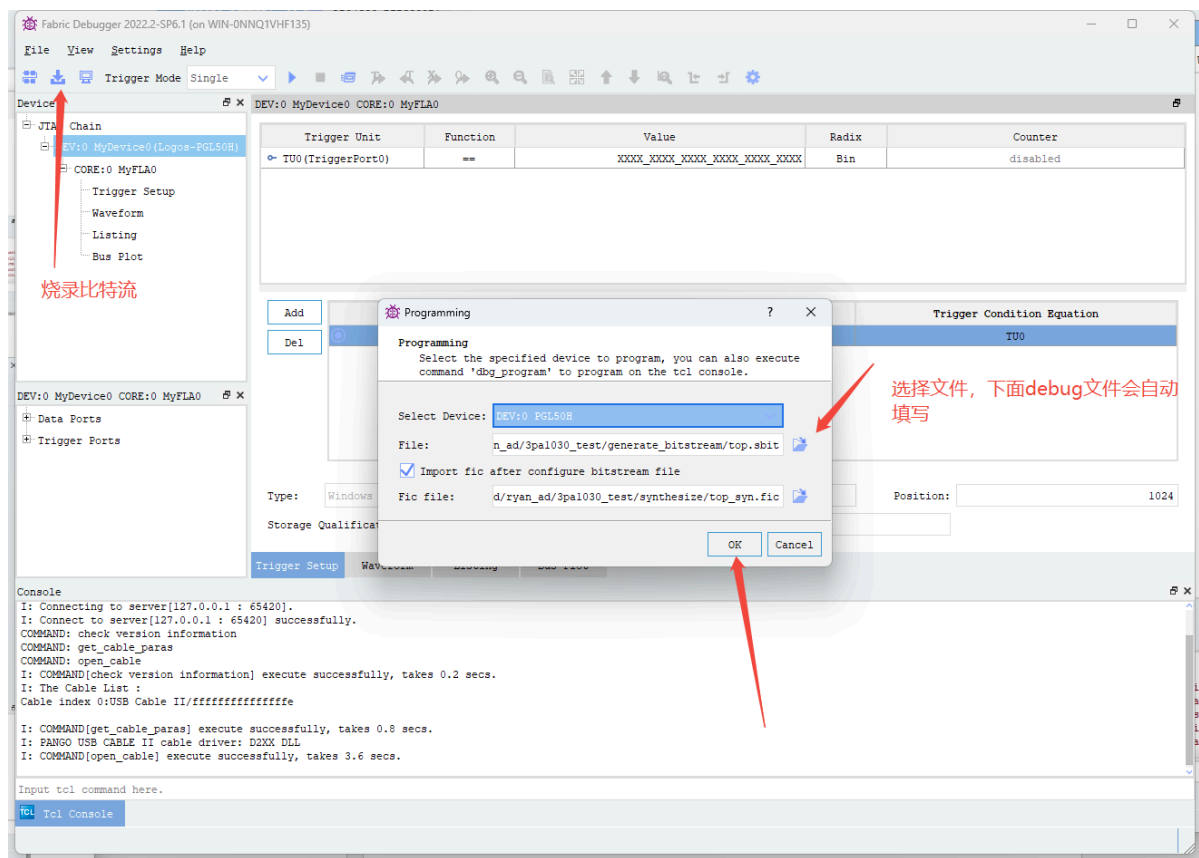 Fabric Debugger 2022.2-SP6.1 (on WIN-0NNQ1VHF135)
File View Settings Help
Trigger Mode Single
Device
DEV:0 MyDevice0 CORE:0 MyFLA0
JTAG Chain
DEV:0 MyDevice0(Logos-PGL50H)
CORE:0 MyFLA0
Trigger Setup
Waveform
Listing
Bus Plot
烧录比特流
Trigger Unit Function Value Radix Counter
TU0(TriggerPort0) == XXXX_XXXX_XXXX_XXXX_XXXX_XXXX Bin disabled
Add
Del
Trigger Condition Equation
TU0
Programming ? X
Programming
Select the specified device to program, you can also execute
command 'dbg_program' to program on the tcl console.
Select Device: DEV:0 PGL50H
File: n_ad/3pa1030_test/generate_bitstream/top.sbit
Import fic after configure bitstream file
Fic file: d/ryan_ad/3pa1030_test/synthesize/top_syn.fic
OK Cancel
选择文件，下面debug文件会自动
填写
DEV:0 MyDevice0 CORE:0 MyFLA0
Data Ports
Trigger Ports
Type: Windows Position: 1024
Storage Qualificat
Trigger Setup Waveform Listing Bus Plot
Console
I: Connecting to server[127.0.0.1 : 65420].
I: Connect to server[127.0.0.1 : 65420] successfully.
COMMAND: check version information
COMMAND: get_cable_paras
COMMAND: open_cable
I: COMMAND[check version information] execute successfully, takes 0.2 secs.
I: The Cable List :
Cable index 0:USB Cable II/fffffffffffffffe
I: COMMAND[get_cable_paras] execute successfully, takes 0.8 secs.
I: PANGO USB CABLE II cable driver: D2XX DLL
I: COMMAND[open_cable] execute successfully, takes 3.6 secs.
Input tcl command here.
TCL Tcl Console